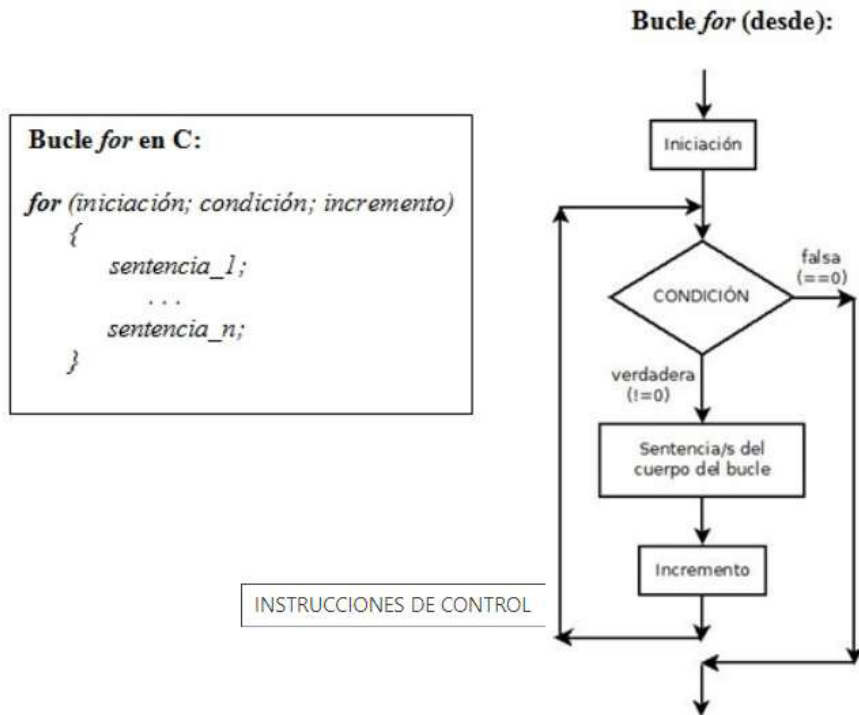 Bucle for (desde):
Bucle for en C:
for (iniciación; condición; incremento)
{
sentencia_1;
. . .
sentencia_n;
}
Iniciación
CONDICIÓN
falsa
(==0)
verdadera
(!=0)
Sentencia/s del
cuerpo del bucle
Incremento
INSTRUCCIONES DE CONTROL